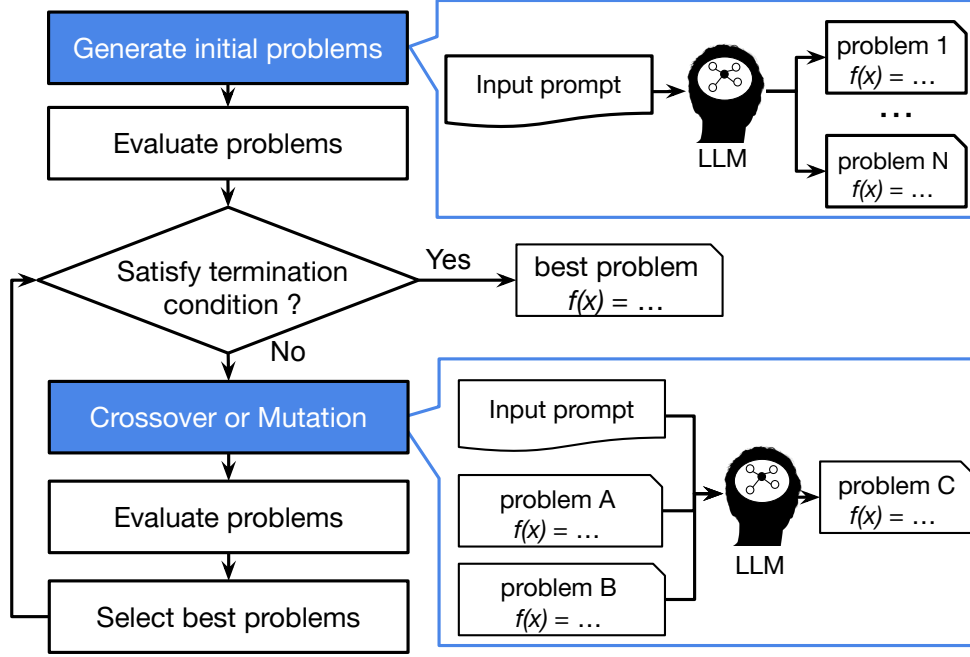 Generate initial problems
Evaluate problems
Satisfy termination
condition ?
Yes
best problem
f(x) = ...
No
Crossover or Mutation
Evaluate problems
Select best problems
Input prompt
LLM
problem 1
f(x) = ...
...
problem N
f(x) = ...
Input prompt
problem A
f(x) = ...
problem B
f(x) = ...
LLM
problem C
f(x) = ...